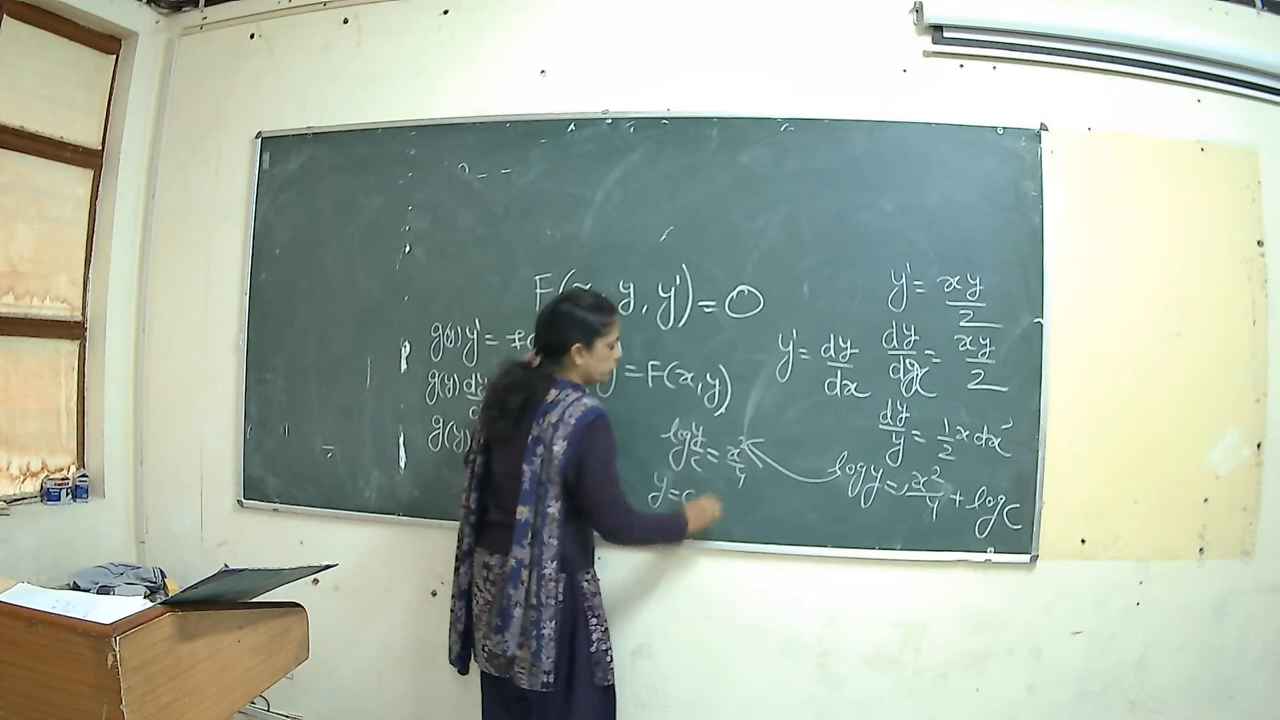 F(x, y, y') = 0
g(y) y' =
g(y) dy
g(y)
y' = F(x, y)
log y/c = x²/4
y = c
y' = dy/dx
y' = xy/2
dy/dx = xy/2
dy/y = 1/2 x dx
log y = x²/4 + log c